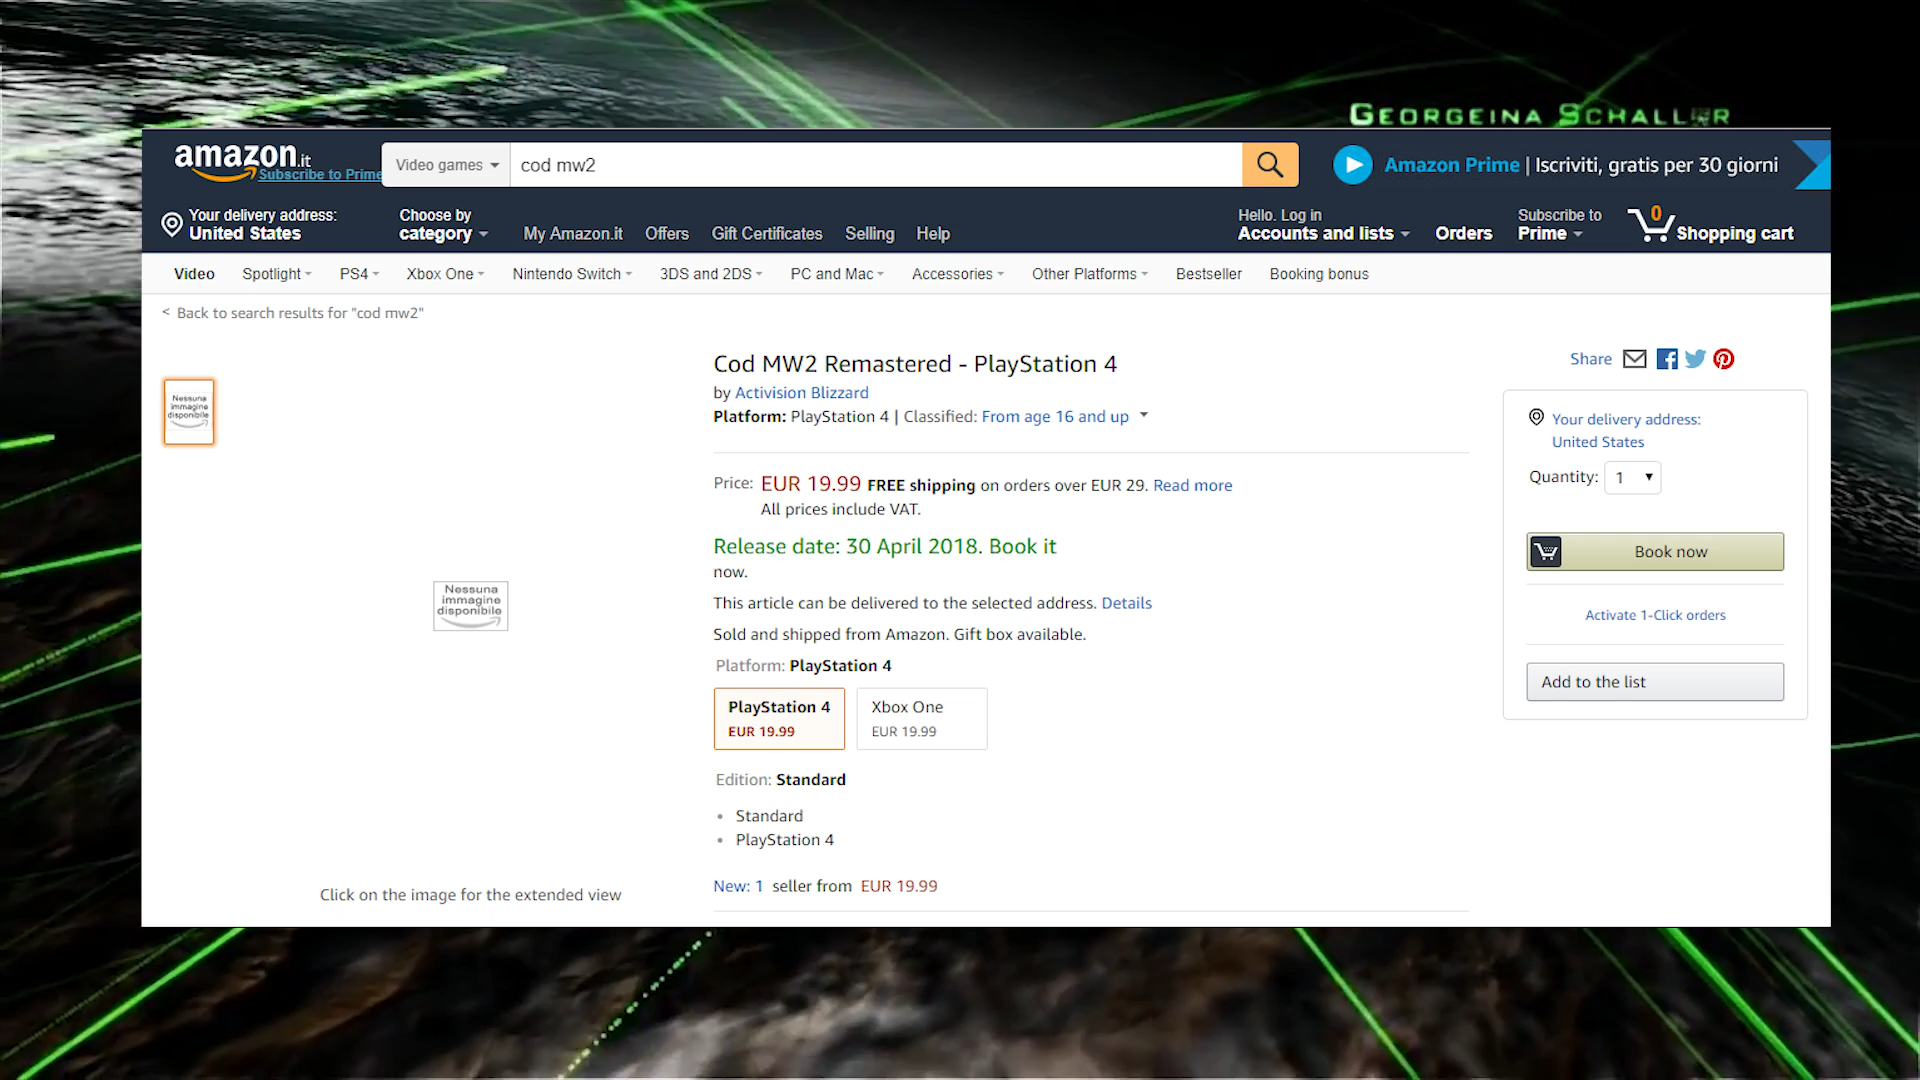 GEORGEINA SCHALLER
amazon.it
Subscribe to Prime
Video games
cod mw2
Amazon Prime | Iscriviti, gratis per 30 giorni
Your delivery address:
United States
Choose by
category
My Amazon.it
Offers
Gift Certificates
Selling
Help
Hello. Log in
Accounts and lists
Orders
Subscribe to
Prime
0
Shopping cart
Video
Spotlight
PS4
Xbox One
Nintendo Switch
3DS and 2DS
PC and Mac
Accessories
Other Platforms
Bestseller
Booking bonus
< Back to search results for "cod mw2"
Nessuna
immagine
disponibile
Nessuna
immagine
disponibile
Click on the image for the extended view
Cod MW2 Remastered - PlayStation 4
by Activision Blizzard
Platform: PlayStation 4 | Classified: From age 16 and up
Price: EUR 19.99 FREE shipping on orders over EUR 29. Read more
All prices include VAT.
Release date: 30 April 2018. Book it
now.
This article can be delivered to the selected address. Details
Sold and shipped from Amazon. Gift box available.
Platform: PlayStation 4
PlayStation 4
EUR 19.99
Xbox One
EUR 19.99
Edition: Standard
• Standard
• PlayStation 4
New: 1 seller from EUR 19.99
Share
Your delivery address:
United States
Quantity: 1
Book now
Activate 1-Click orders
Add to the list